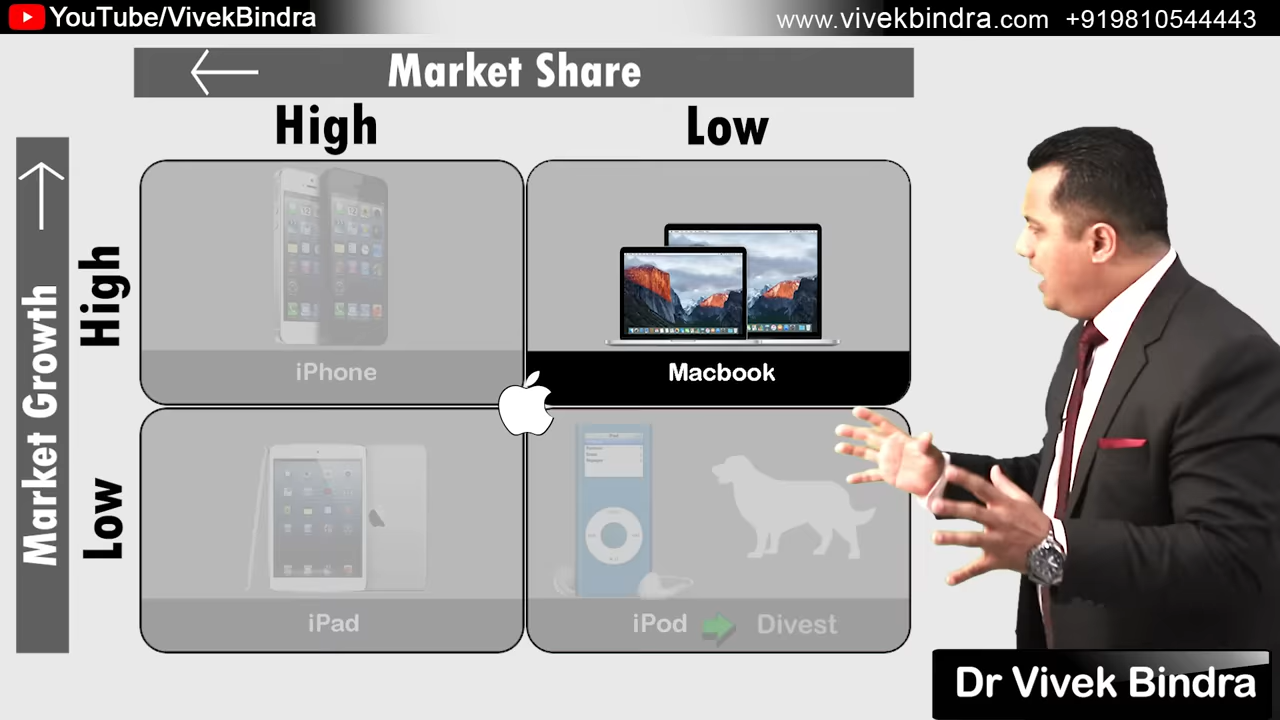 YouTube/VivekBindra
www.vivekbindra.com +919810544443
Market Share
High
Low
Market Growth
High
Low
iPhone
Macbook
iPad
iPod
Divest
Dr Vivek Bindra